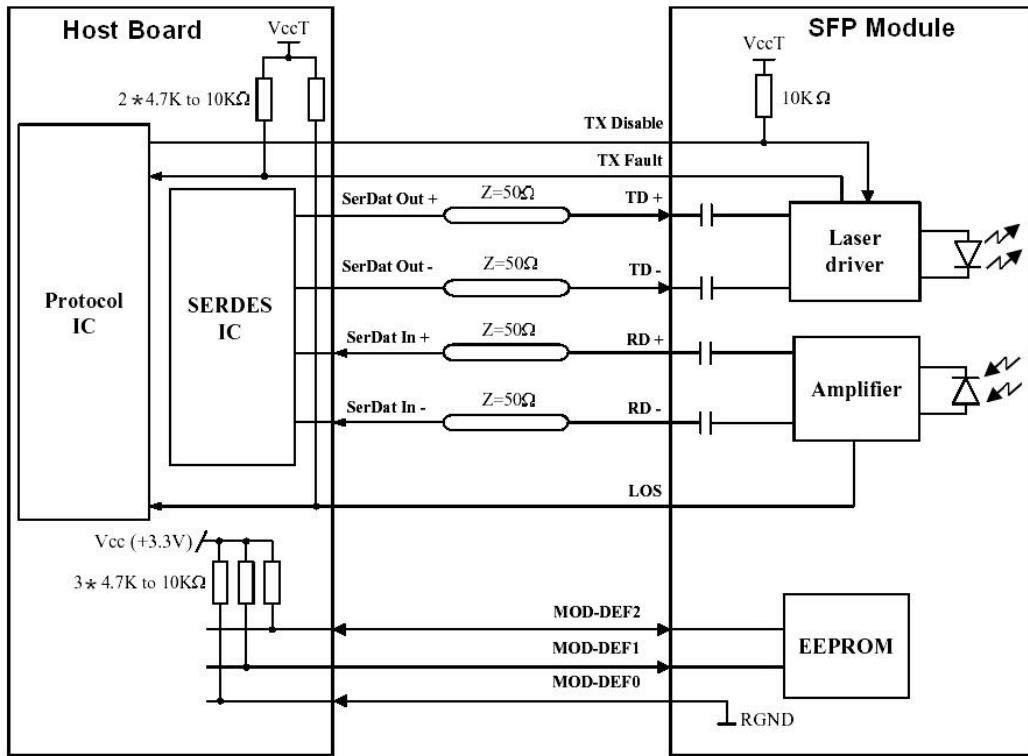 Host Board
SFP Module
VccT
VccT
2 * 4.7K to 10KΩ
10K Ω
TX Disable
TX Fault
SerDat Out +
Z=50Ω
TD +
Laser
driver
SerDat Out -
Z=50Ω
TD -
Protocol
IC
SERDES
IC
SerDat In +
Z=50Ω
RD +
Amplifier
SerDat In -
Z=50Ω
RD -
LOS
Vcc (+3.3V)
3 * 4.7K to 10KΩ
MOD-DEF2
MOD-DEF1
MOD-DEF0
EEPROM
RGND